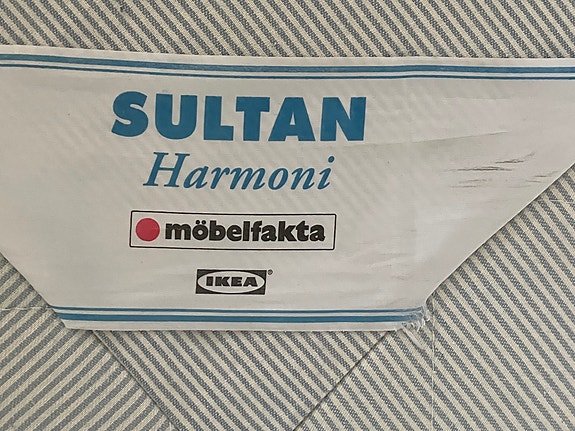 SULTAN
Harmoni
möbelfakta
IKEA®